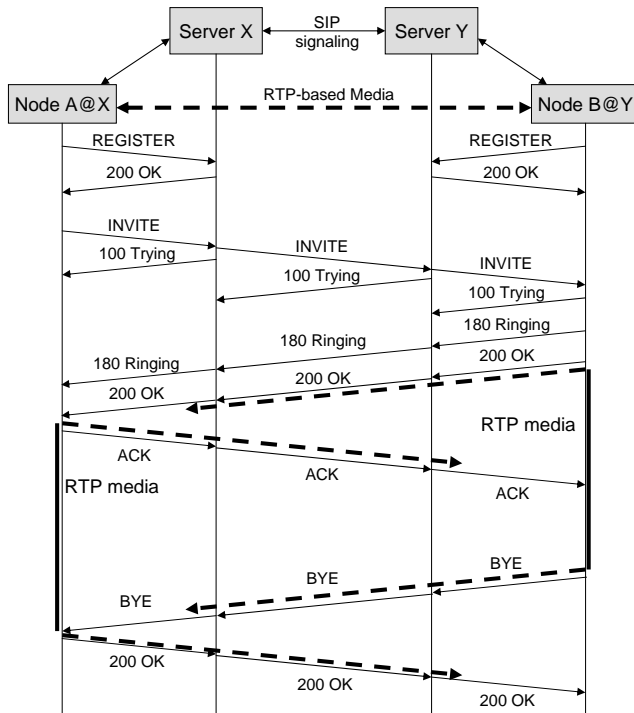 Server X
SIP
signaling
Server Y
Node A@X
RTP-based Media
Node B@Y
REGISTER
REGISTER
200 OK
200 OK
INVITE
INVITE
INVITE
100 Trying
100 Trying
100 Trying
180 Ringing
180 Ringing
180 Ringing
200 OK
200 OK
200 OK
RTP media
ACK
ACK
ACK
RTP media
BYE
BYE
BYE
200 OK
200 OK
200 OK